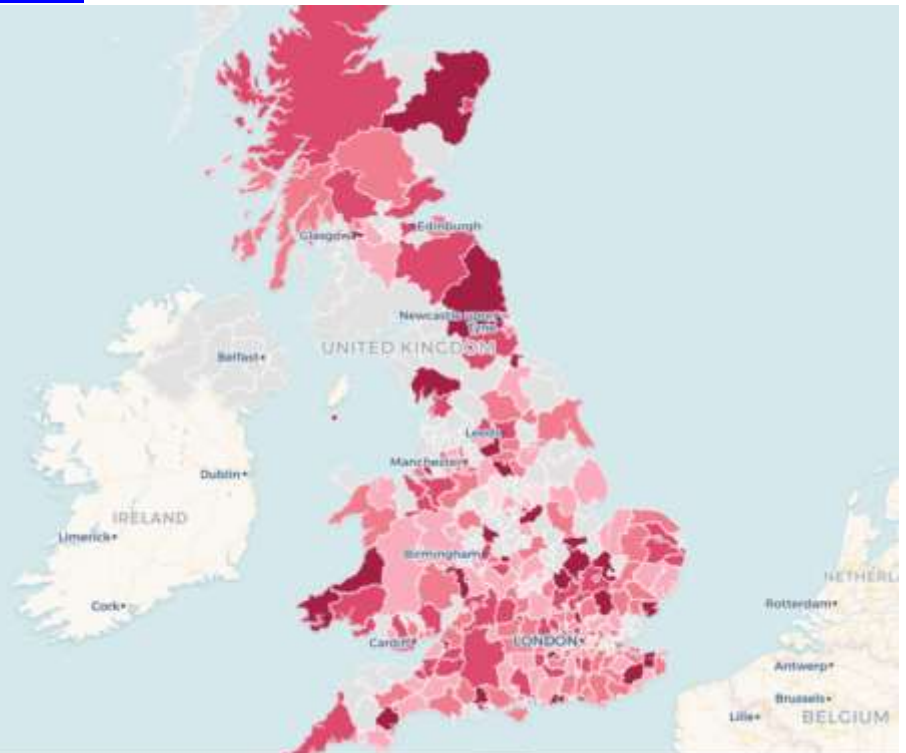 Edinburgh
Glasgow
Newcastle upon
Tyne
UNITED KINGDOM
Belfast
Leeds
Manchester
Dublin
IRELAND
Limerick
Birmingham
NETHERLA
Rotterdam
Cork
Cardiff
LONDON
Antwerp
Brussels
Lille
BELGIUM